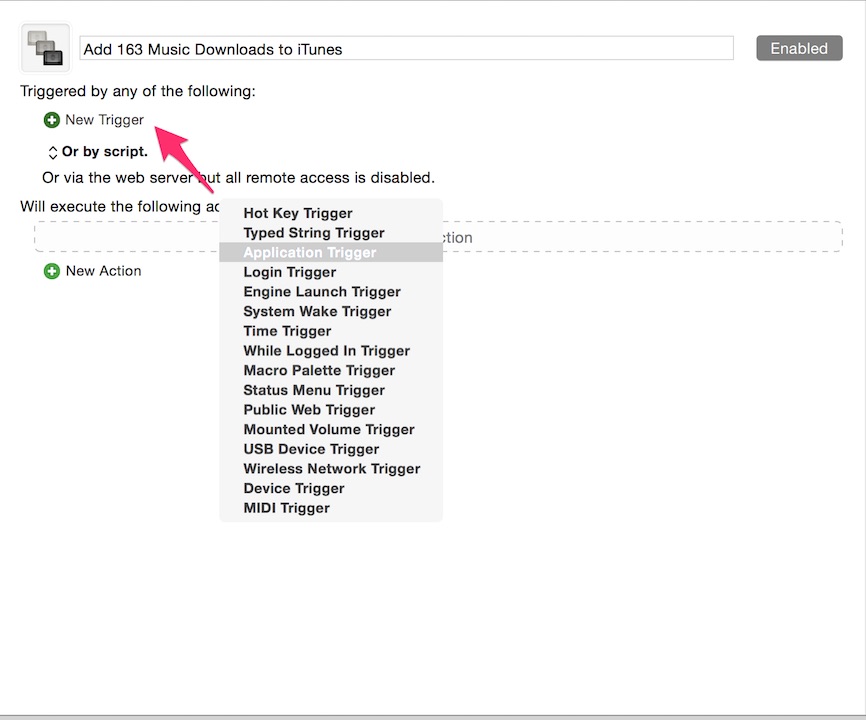 Add 163 Music Downloads to iTunes
Enabled
Triggered by any of the following:
New Trigger
Or by script.
Or via the web server but all remote access is disabled.
Will execute the following
New Action
Hot Key Trigger
Typed String Trigger
Application Trigger
Login Trigger
Engine Launch Trigger
System Wake Trigger
Time Trigger
While Logged In Trigger
Macro Palette Trigger
Status Menu Trigger
Public Web Trigger
Mounted Volume Trigger
USB Device Trigger
Wireless Network Trigger
Device Trigger
MIDI Trigger